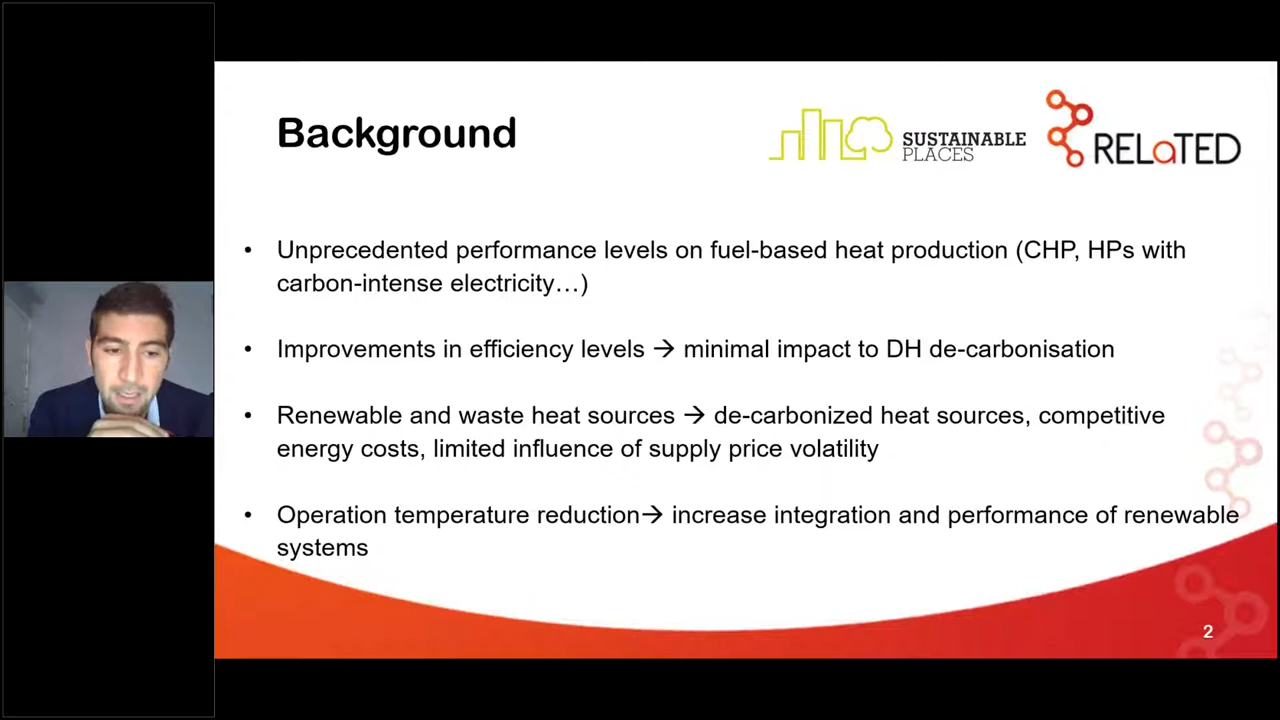 Background
SUSTAINABLE
PLACES
RELaTED
• Unprecedented performance levels on fuel-based heat production (CHP, HPs with
carbon-intense electricity…)
• Improvements in efficiency levels → minimal impact to DH de-carbonisation
• Renewable and waste heat sources → de-carbonized heat sources, competitive
energy costs, limited influence of supply price volatility
• Operation temperature reduction→ increase integration and performance of renewable
systems
2